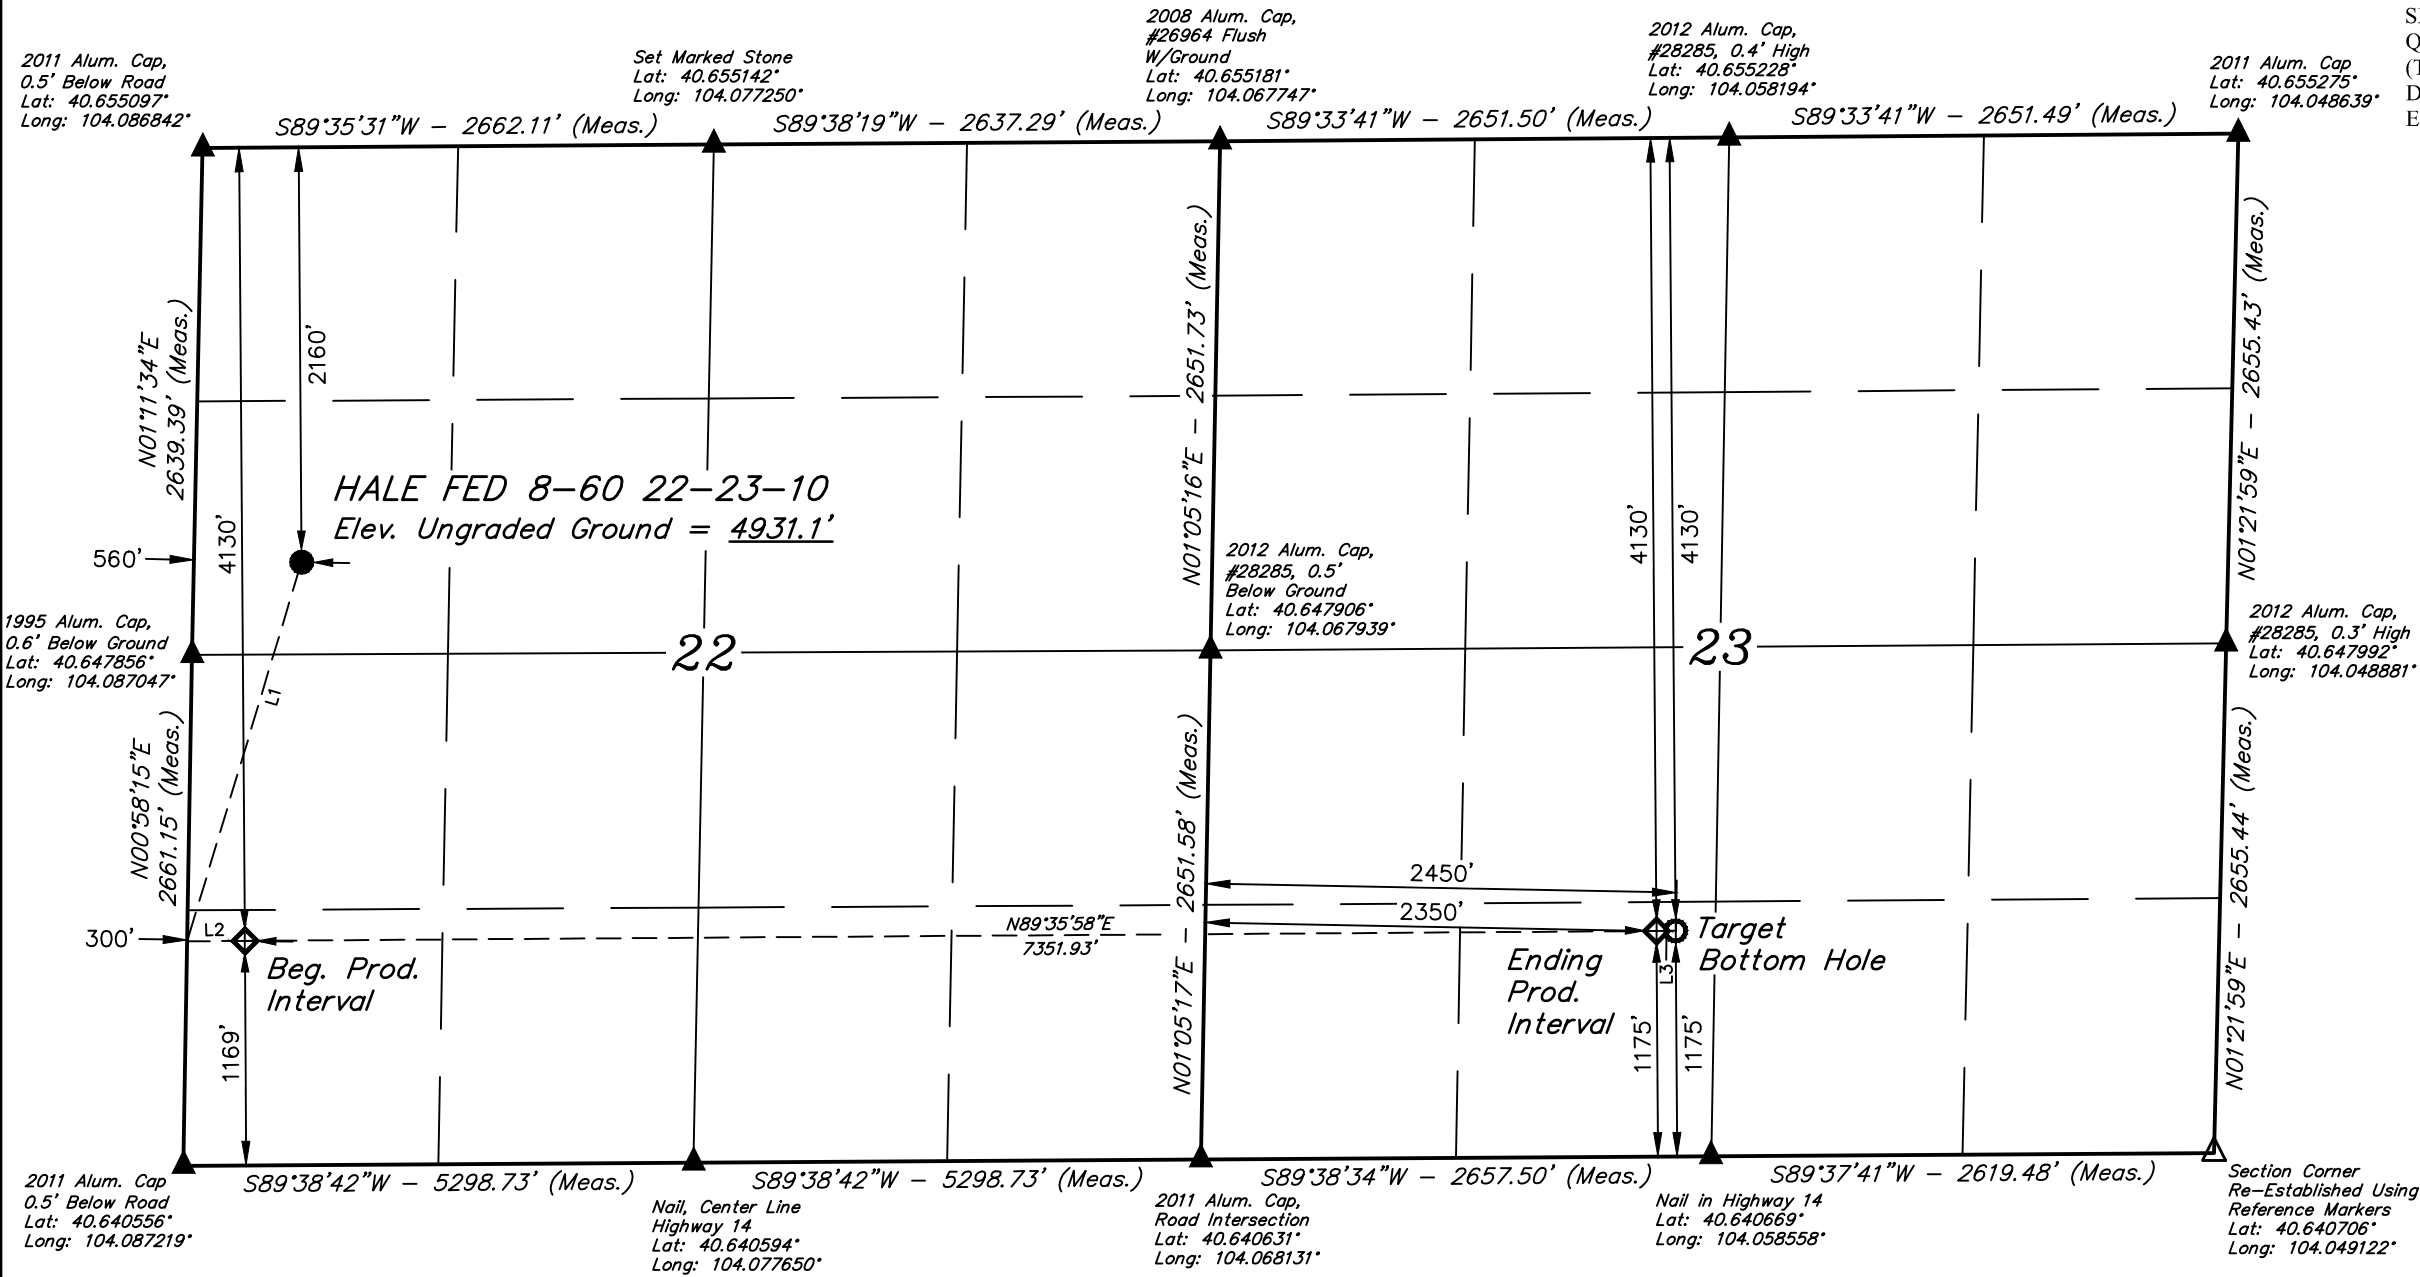 2011 Alum. Cap,
0.5' Below Road
Lat: 40.655097°
Long: 104.086842°
Set Marked Stone
Lat: 40.655142°
Long: 104.077250°
2008 Alum. Cap,
#26964 Flush
W/Ground
Lat: 40.655181°
Long: 104.067747°
2012 Alum. Cap,
#28285, 0.4' High
Lat: 40.655228°
Long: 104.058194°
2011 Alum. Cap
Lat: 40.655275°
Long: 104.048639°
S89°35'31"W - 2662.11' (Meas.)
S89°38'19"W - 2637.29' (Meas.)
S89°33'41"W - 2651.50' (Meas.)
S89°33'41"W - 2651.49' (Meas.)
N01°11'34"E
2639.39' (Meas.)
4130'
2160'
HALE FED 8-60 22-23-10
Elev. Ungraded Ground = 4931.1'
560'
N01°05'16"E - 2651.73' (Meas.)
4130'
4130'
N01°21'59"E - 2655.43' (Meas.)
1995 Alum. Cap,
0.6' Below Ground
Lat: 40.647856°
Long: 104.087047°
2012 Alum. Cap,
#28285, 0.5'
Below Ground
Lat: 40.647906°
Long: 104.067939°
2012 Alum. Cap,
#28285, 0.3' High
Lat: 40.647992°
Long: 104.048881°
22
23
L1
N00°58'15"E
2661.15' (Meas.)
N01°05'17"E - 2651.58' (Meas.)
N01°21'59"E - 2655.44' (Meas.)
2450'
2350'
300'
L2
N89°35'58"E
7351.93'
Beg. Prod.
Interval
Ending
Prod.
Interval
L3
Target
Bottom Hole
1169'
1175'
1175'
S89°38'42"W - 5298.73' (Meas.)
S89°38'42"W - 5298.73' (Meas.)
S89°38'34"W - 2657.50' (Meas.)
S89°37'41"W - 2619.48' (Meas.)
2011 Alum. Cap
0.5' Below Road
Lat: 40.640556°
Long: 104.087219°
Nail, Center Line
Highway 14
Lat: 40.640594°
Long: 104.077650°
2011 Alum. Cap,
Road Intersection
Lat: 40.640631°
Long: 104.068131°
Nail in Highway 14
Lat: 40.640669°
Long: 104.058558°
Section Corner
Re-Established Using
Reference Markers
Lat: 40.640706°
Long: 104.049122°